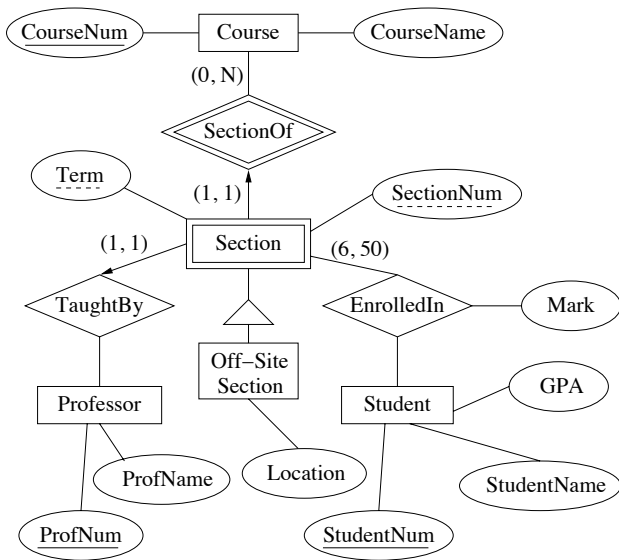 CourseNum
Course
CourseName
(0, N)
SectionOf
Term
(1, 1)
SectionNum
(1, 1)
Section
(6, 50)
TaughtBy
EnrolledIn
Mark
Off-Site
Section
GPA
Professor
Student
ProfName
Location
StudentName
ProfNum
StudentNum